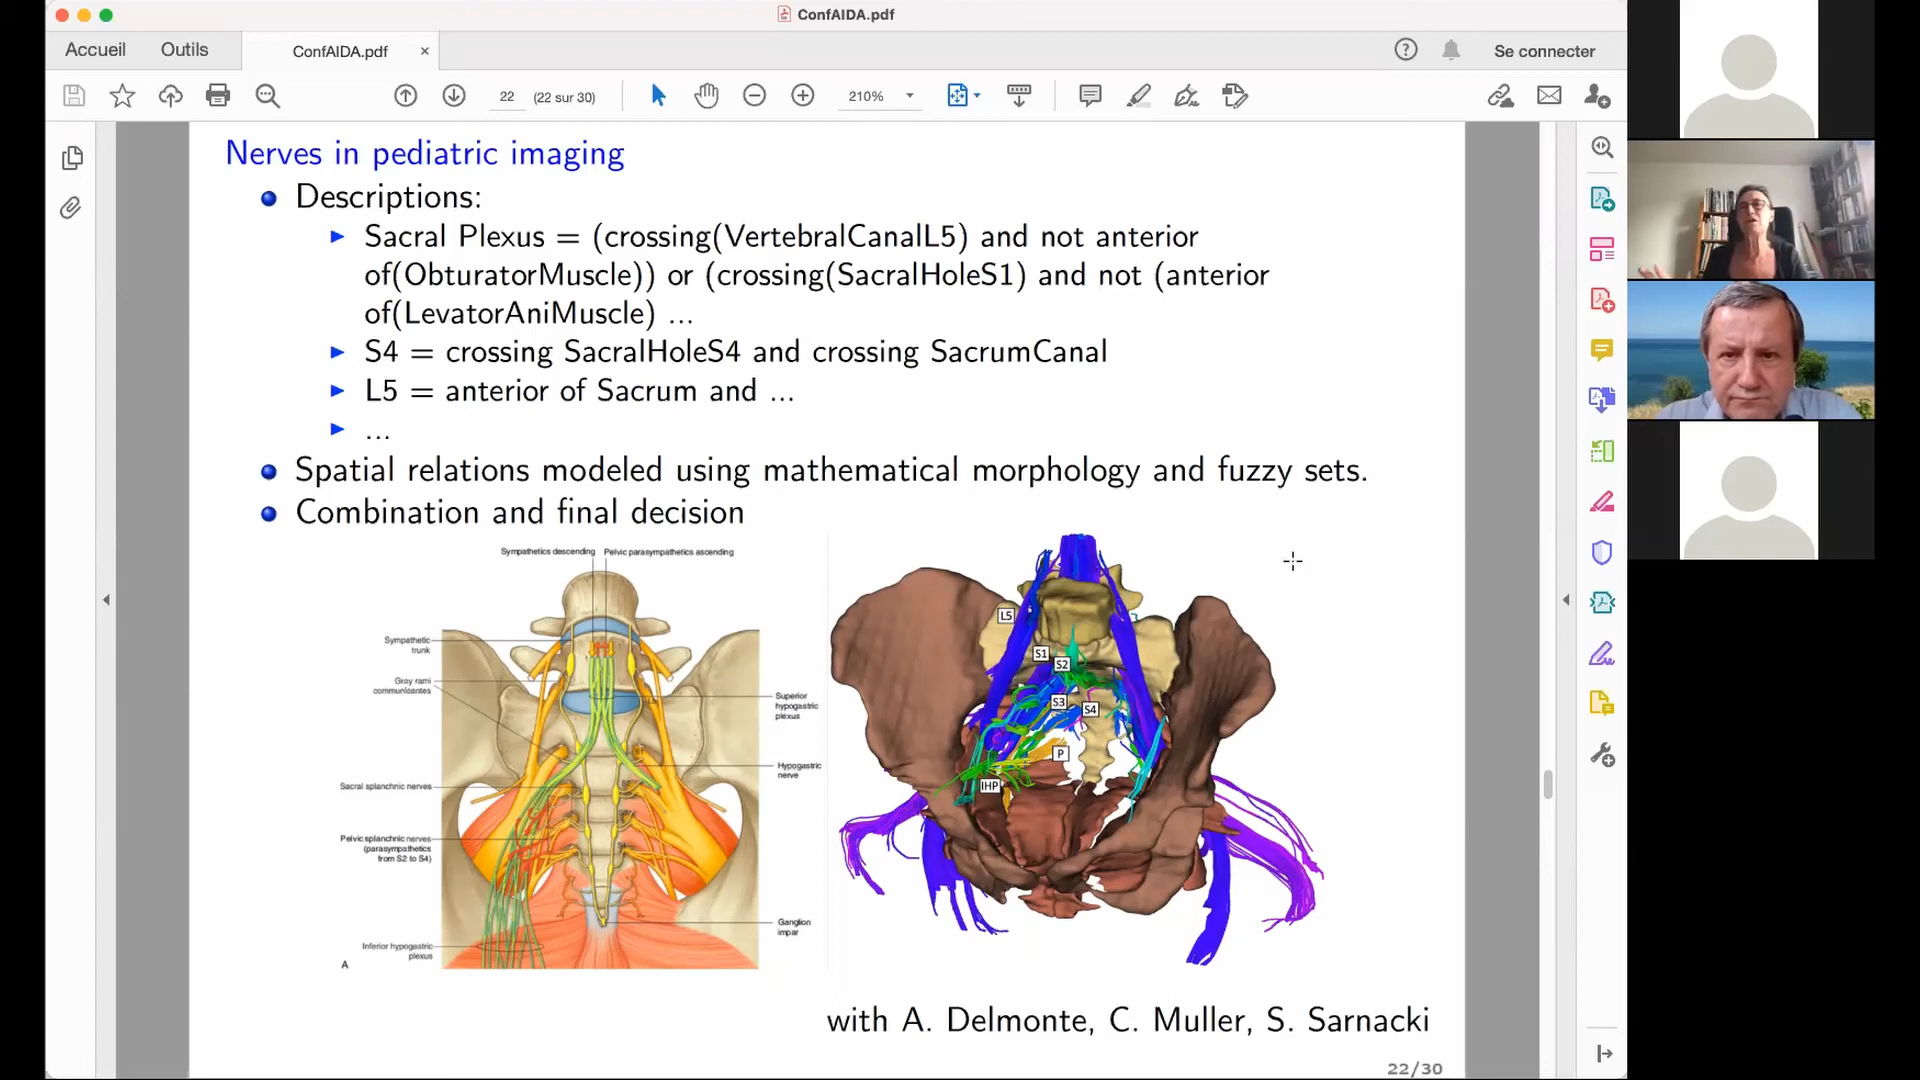 ConfAIDA.pdf
Accueil Outils ConfAIDA.pdf × ? Se connecter
22 (22 sur 30) 210%
Nerves in pediatric imaging
Descriptions:
Sacral Plexus = (crossing(VertebralCanalL5) and not anterior
of(ObturatorMuscle)) or (crossing(SacralHoleS1) and not (anterior
of(LevatorAniMuscle) ...
S4 = crossing SacralHoleS4 and crossing SacrumCanal
L5 = anterior of Sacrum and ...
...
Spatial relations modeled using mathematical morphology and fuzzy sets.
Combination and final decision
Sympathetics descending Pelvic parasympathetics ascending
Sympathetic
trunk
Gray rami
communicantes
Superior
hypogastric
plexus
Hypogastric
nerve
Sacral splanchnic nerves
Pelvic splanchnic nerves
(parasympathetics
from S2 to S4)
Ganglion
impar
Inferior hypogastric
plexus
A
L5
S1
S2
S3
S4
P
IHP
with A. Delmonte, C. Muller, S. Sarnacki
22/30